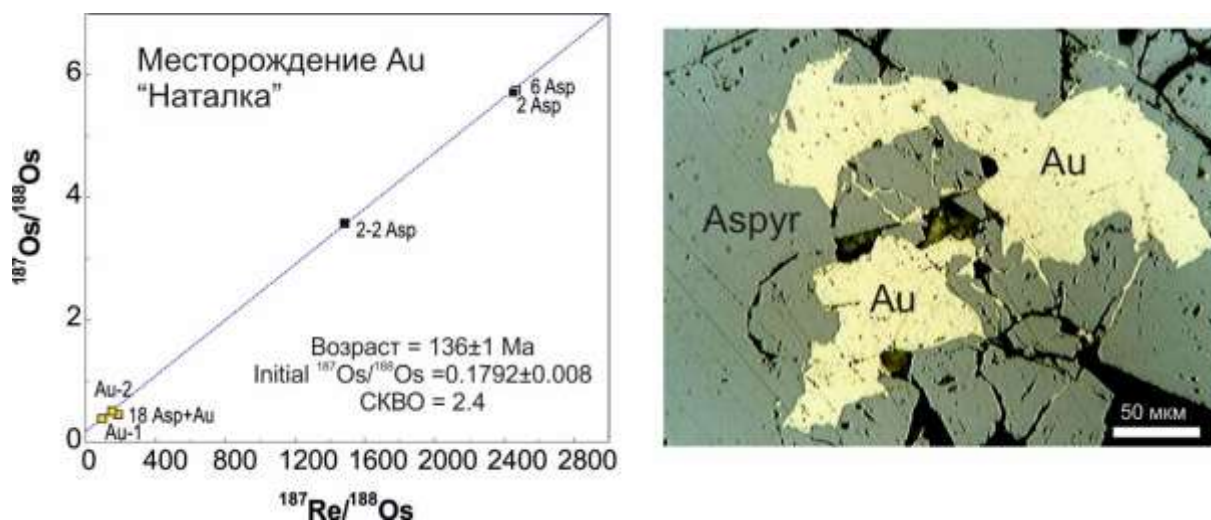 Месторождение Au
“Наталка”
6
4
2
0
187Os/188Os
6 Asp
2 Asp
2-2 Asp
Возраст = 136±1 Ma
Initial 187Os/188Os =0.1792±0.008
СКВО = 2.4
Au-2
18 Asp+Au
Au-1
0 400 800 1200 1600 2000 2400 2800
187Re/188Os
Au
Aspyr
Au
50 мкм